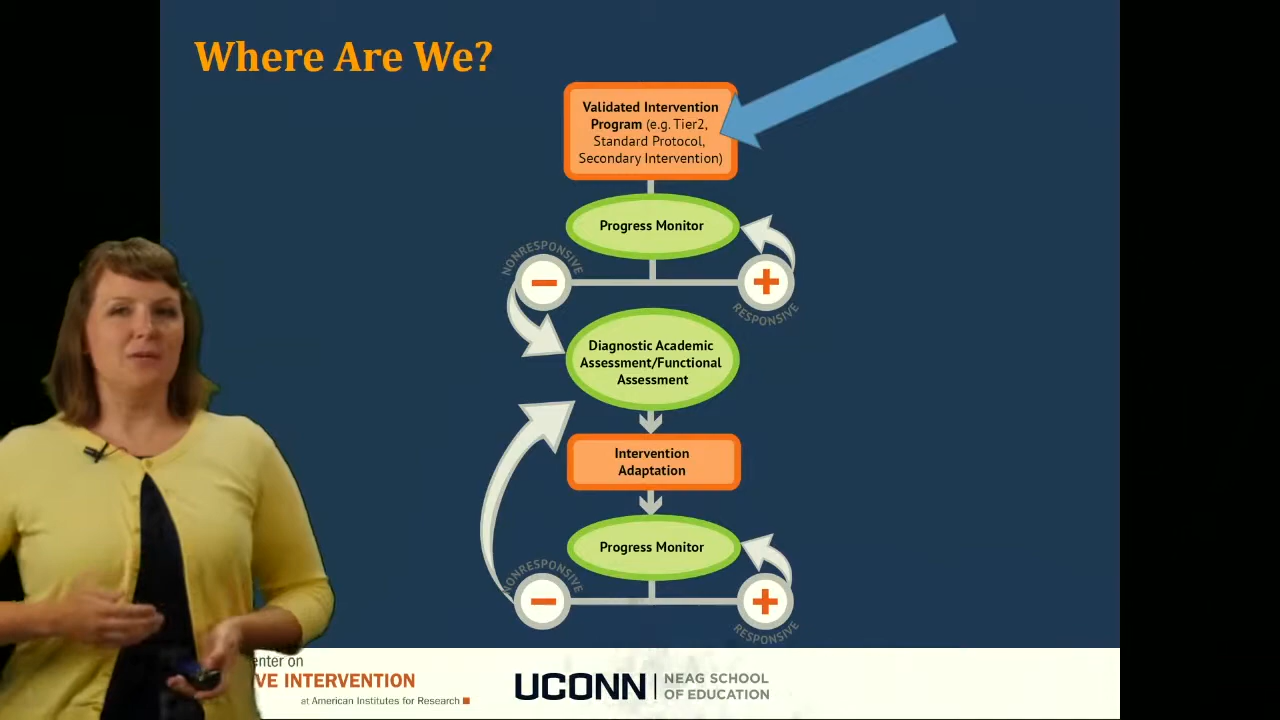 Where Are We?
Validated Intervention
Program (e.g. Tier2,
Standard Protocol,
Secondary Intervention)
Progress Monitor
NONRESPONSIVE
RESPONSIVE
Diagnostic Academic
Assessment/Functional
Assessment
Intervention
Adaptation
Progress Monitor
NONRESPONSIVE
RESPONSIVE
enter on
VE INTERVENTION
at American Institutes for Research
UCONN
NEAG SCHOOL
OF EDUCATION